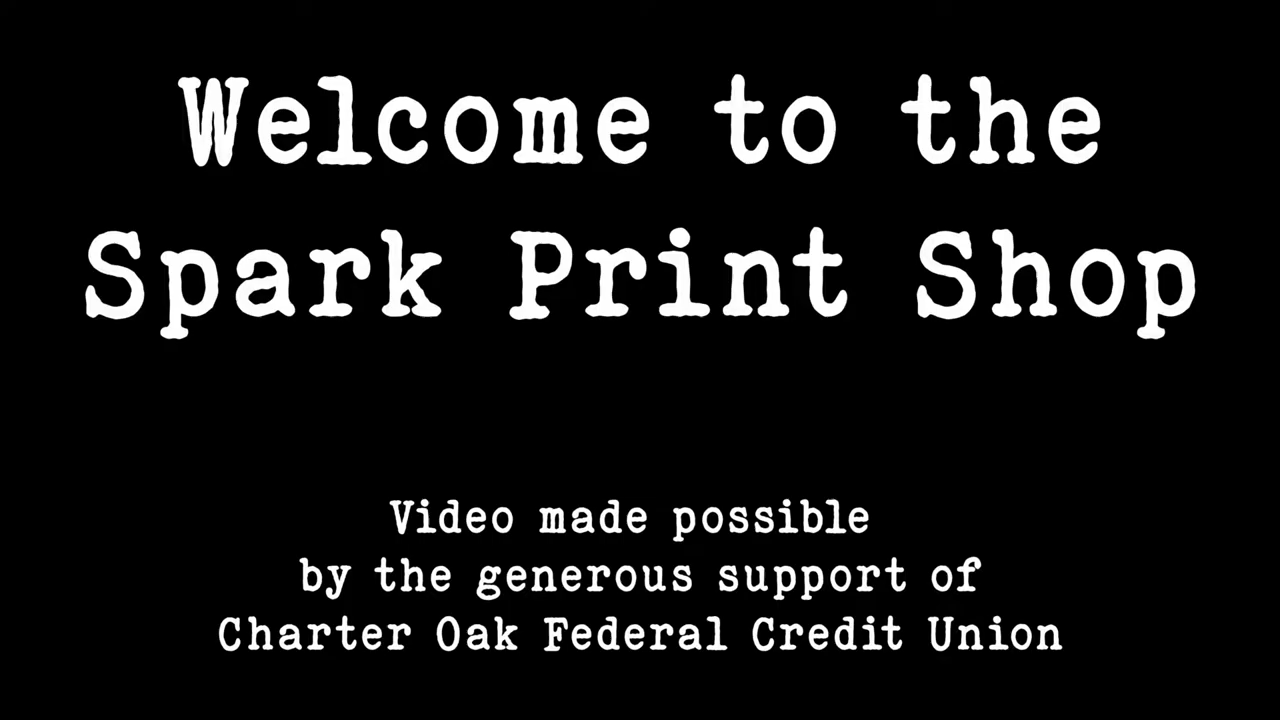 Welcome to the
Spark Print Shop
Video made possible
by the generous support of
Charter Oak Federal Credit Union